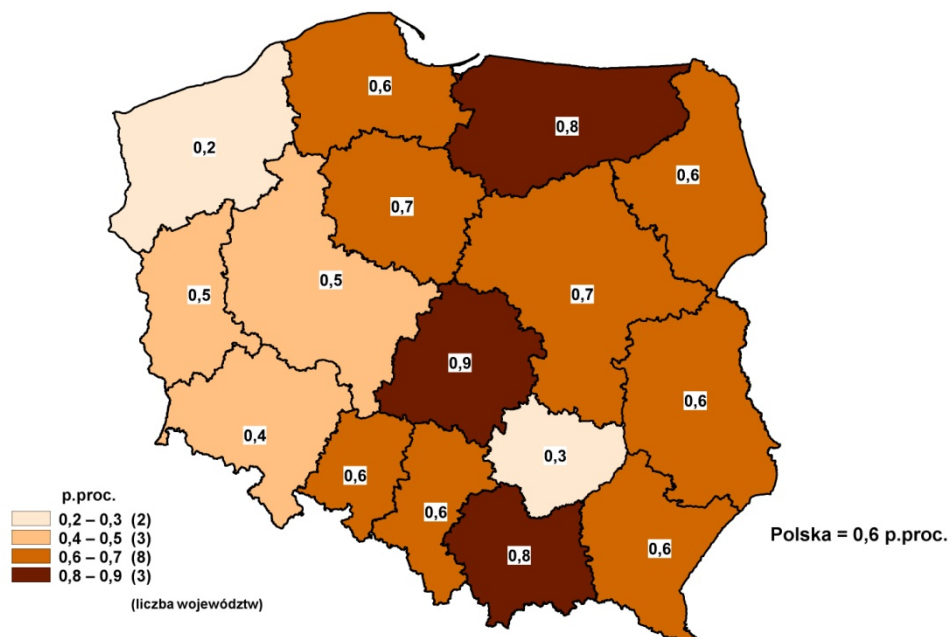 0,6
0,8
0,2
0,6
0,7
0,5
0,5
0,7
0,9
0,6
0,4
0,3
0,6
0,6
0,8
0,6
p.proc.
0,2 – 0,3 (2)
0,4 – 0,5 (3)
0,6 – 0,7 (8)
0,8 – 0,9 (3)
(liczba województw)
Polska = 0,6 p.proc.